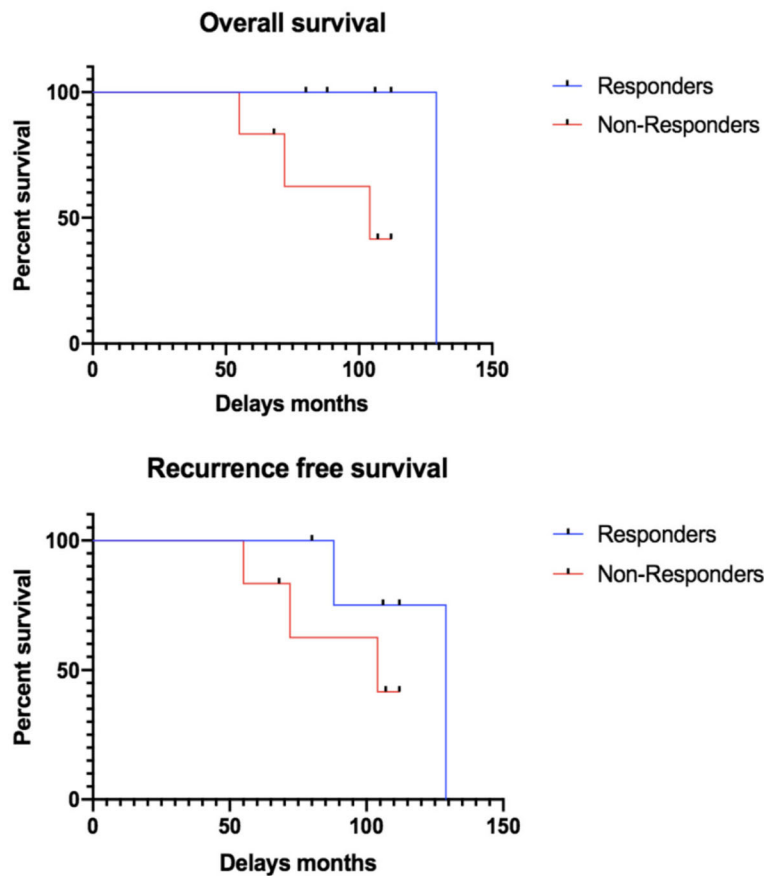 Overall survival
100
50
0
Percent survival
0 50 100 150
Delays months
Responders
Non-Responders
Recurrence free survival
100
50
0
Percent survival
0 50 100 150
Delays months
Responders
Non-Responders